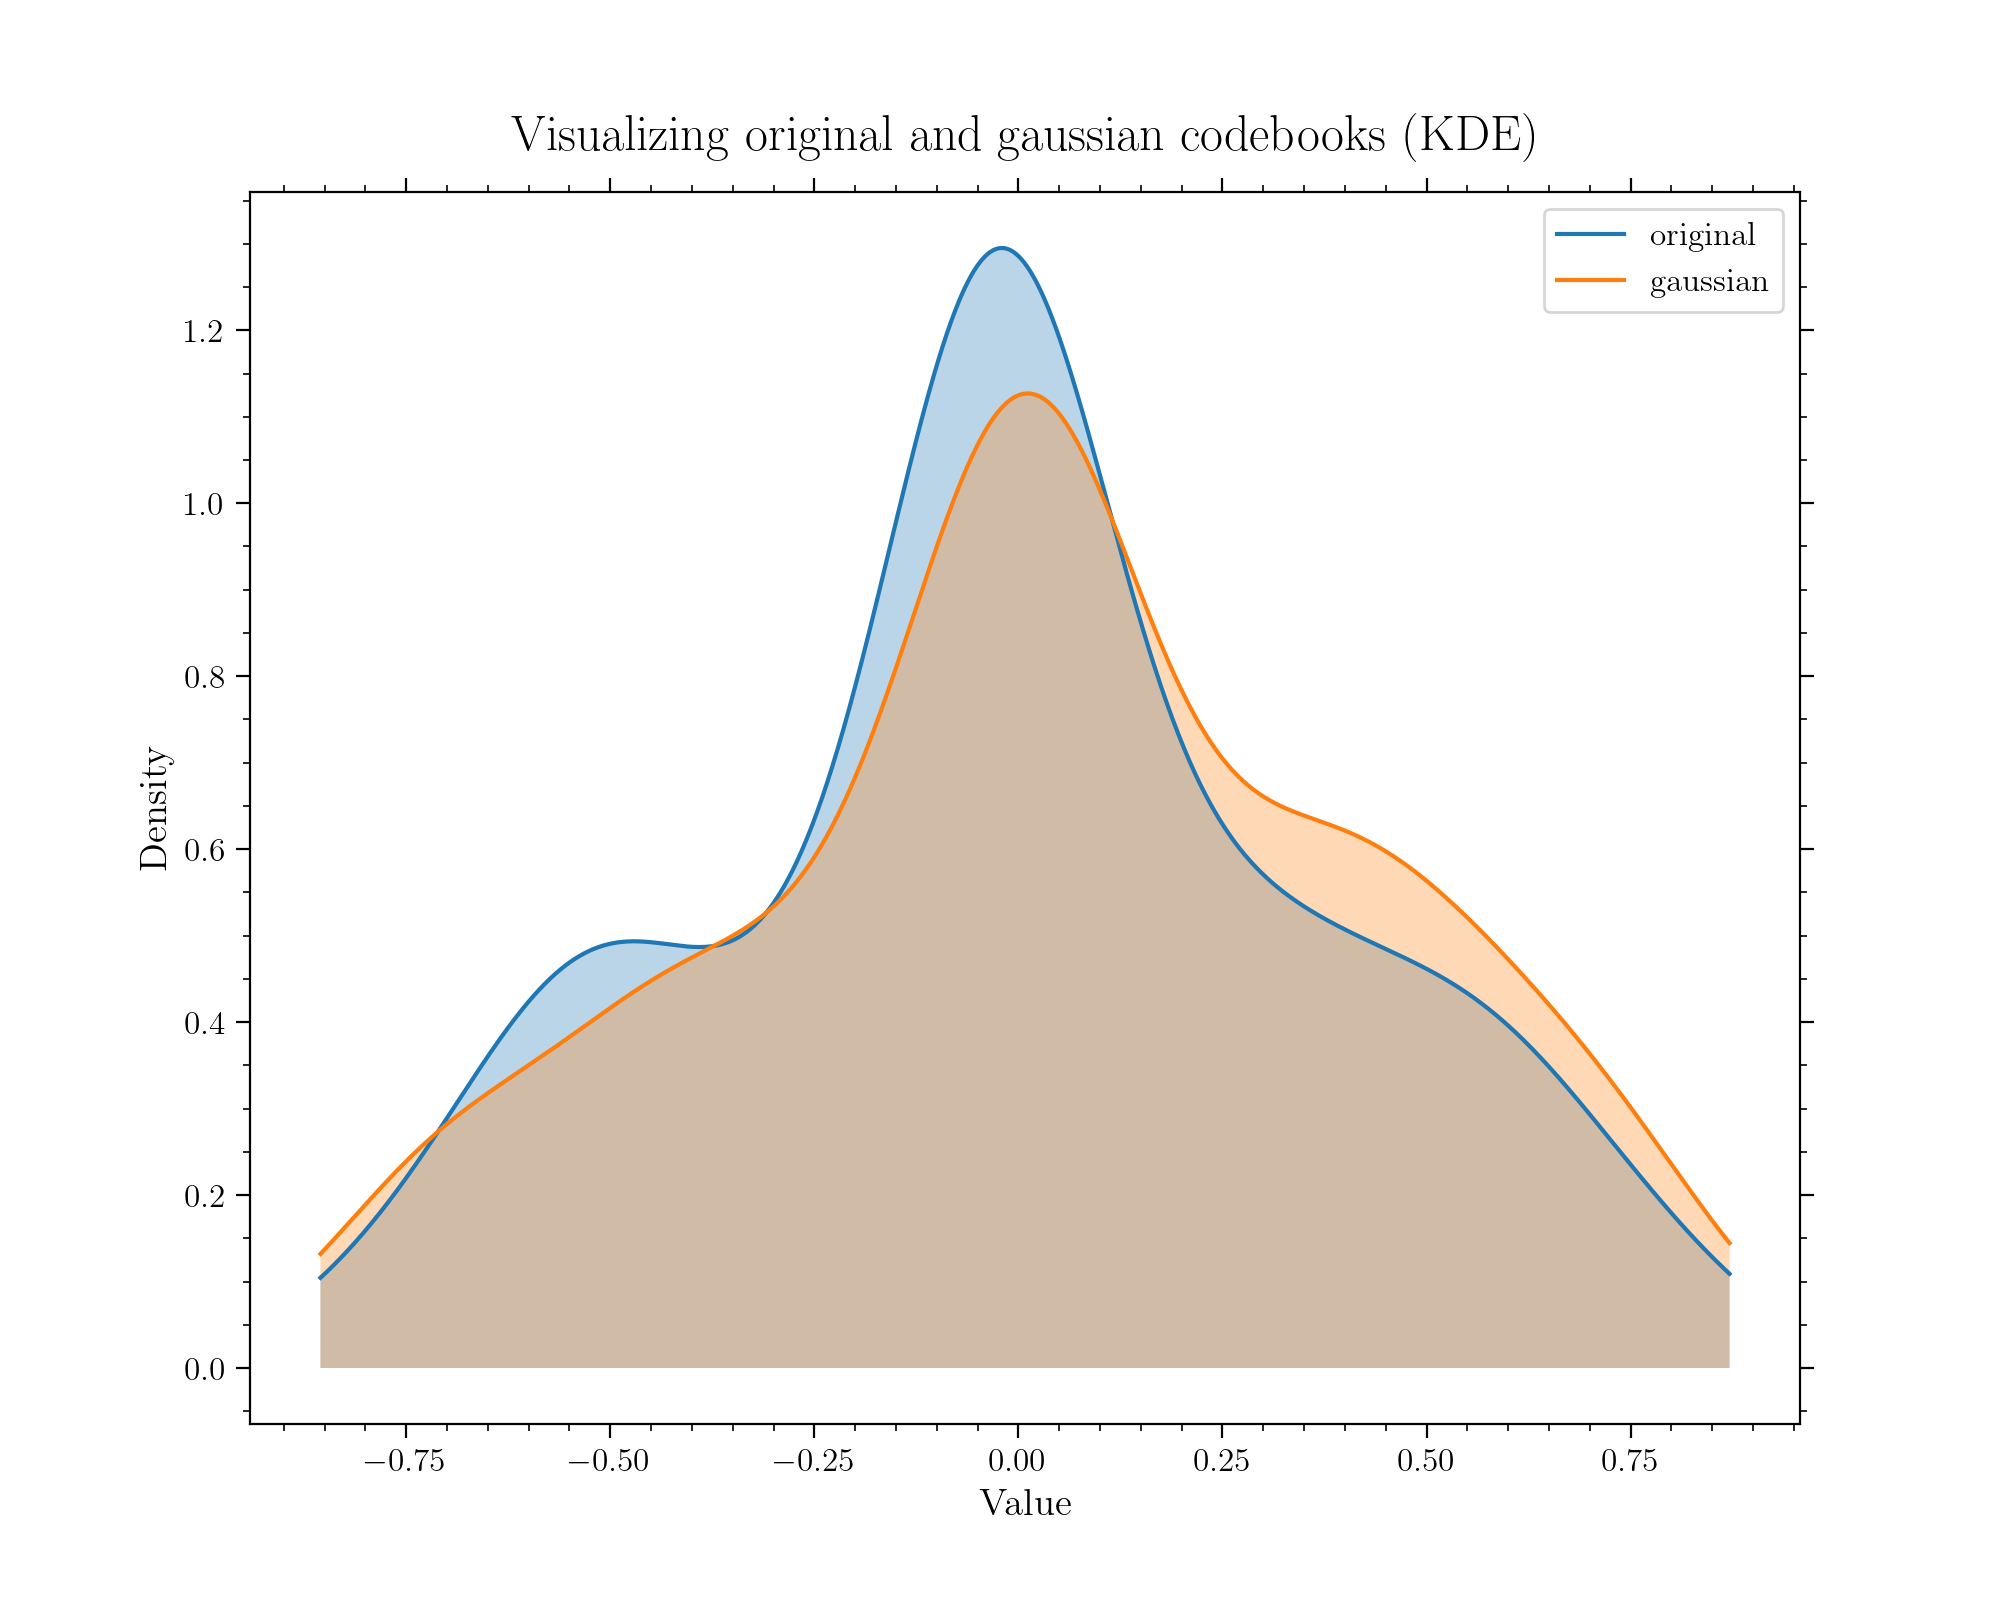 Visualizing original and gaussian codebooks (KDE)
original
gaussian
1.2
1.0
0.8
0.6
0.4
0.2
0.0
Density
−0.75 −0.50 −0.25 0.00 0.25 0.50 0.75
Value